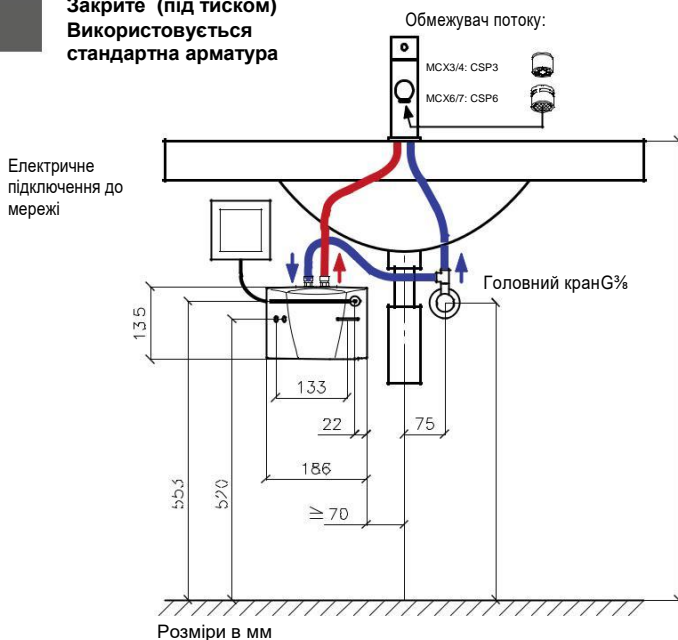 Закрите (під тиском)
Використовується
стандартна арматура
Обмежувач потоку:
MCX3/4: CSP3
MCX6/7: CSP6
Електричне
підключення до
мережі
Головний кранG⅜
135
133
22
75
186
553
520
≥ 70
Розміри в мм